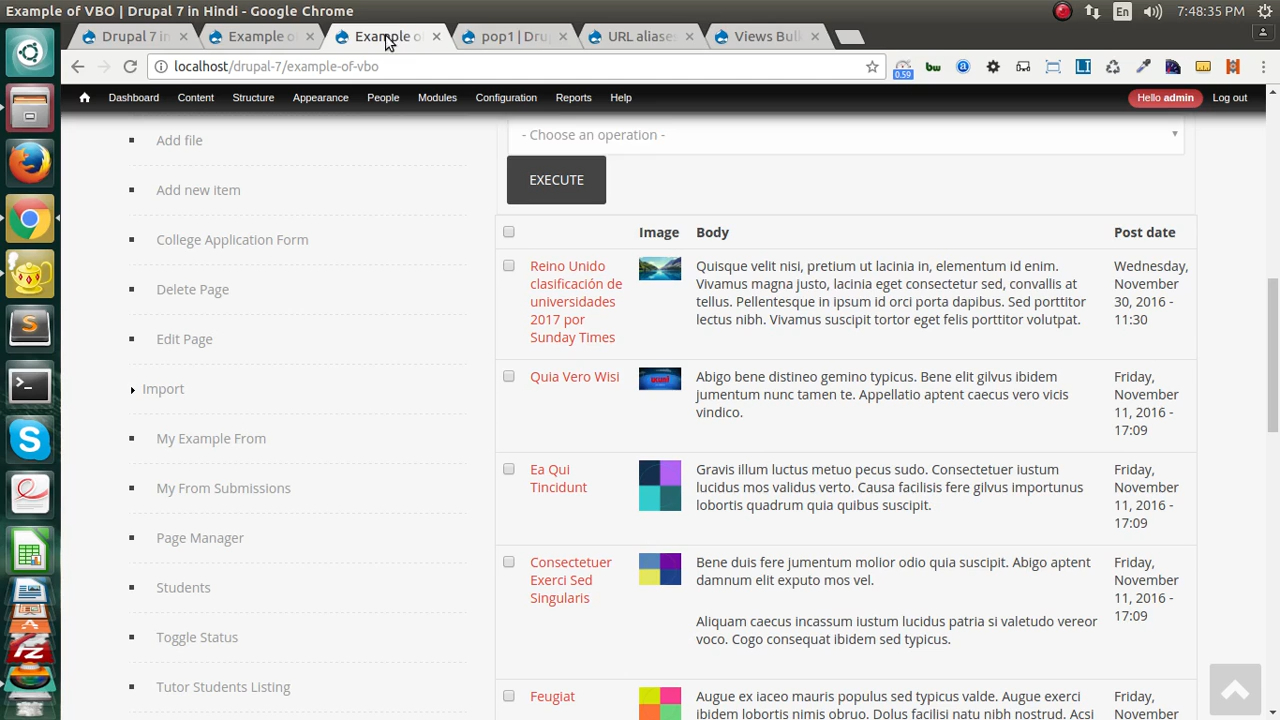 Example of VBO | Drupal 7 in Hindi - Google Chrome
En
7:48:35 PM
Drupal 7 in
Example o
Example o
pop1 | Dru
URL aliase
Views Bul
localhost/drupal-7/example-of-vbo
0.59
bw
Dashboard
Content
Structure
Appearance
People
Modules
Configuration
Reports
Help
Hello admin
Log out
Add file
Add new item
College Application Form
Delete Page
Edit Page
Import
My Example From
My From Submissions
Page Manager
Students
Toggle Status
Tutor Students Listing
- Choose an operation -
EXECUTE
Image
Body
Post date
Reino Unido
clasificación de
universidades
2017 por
Sunday Times
Quisque velit nisi, pretium ut lacinia in, elementum id enim.
Vivamus magna justo, lacinia eget consectetur sed, convallis at
tellus. Pellentesque in ipsum id orci porta dapibus. Sed porttitor
lectus nibh. Vivamus suscipit tortor eget felis porttitor volutpat.
Wednesday,
November
30, 2016 -
11:30
Quia Vero Wisi
Abigo bene distineo gemino typicus. Bene elit gilvus ibidem
jumentum nunc tamen te. Appellatio aptent caecus vero vicis
vindico.
Friday,
November
11, 2016 -
17:09
Ea Qui
Tincidunt
Gravis illum luctus metuo pecus sudo. Consectetuer iustum
lucidus mos validus verto. Causa facilisis fere gilvus importunus
lobortis quadrum quia quibus suscipit.
Friday,
November
11, 2016 -
17:09
Consectetuer
Exerci Sed
Singularis
Bene duis fere jumentum molior odio quia suscipit. Abigo aptent
damnum elit exputo mos vel.
Aliquam caecus incassum iustum lucidus patria si valetudo vereor
voco. Cogo consequat ibidem sed typicus.
Friday,
November
11, 2016 -
17:09
Feugiat
Augue ex iaceo mauris populus sed typicus valde. Augue exerci
ibidem lobortis nimis obruo. Dolus facilisi nibh nostrud. Acsi
Friday,
November